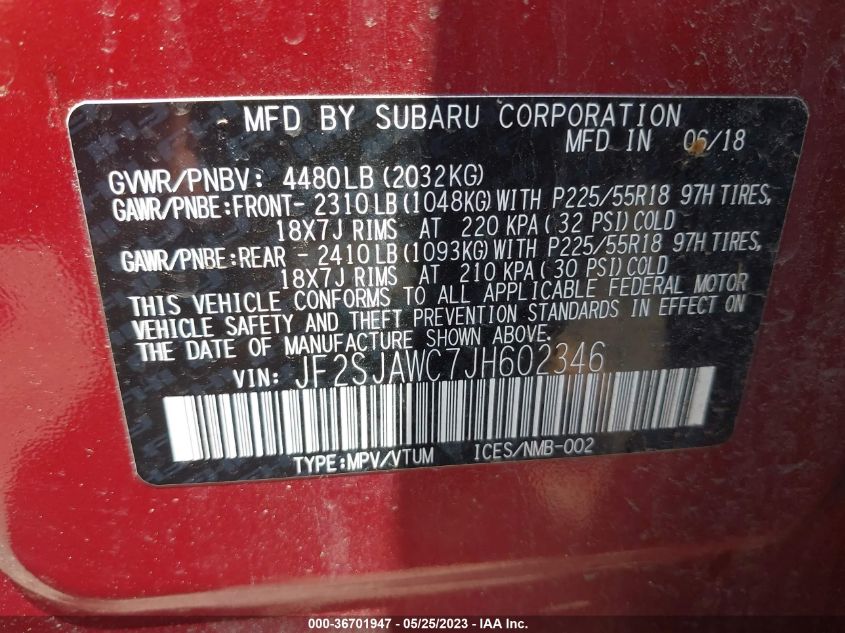 MFD BY SUBARU CORPORATION
MFD IN 06/18
GVWR/PNBV: 4480LB (2032KG)
GAWR/PNBE:FRONT- 2310LB (1048KG) WITH P225/55R18 97H TIRES,
18X7J RIMS AT 220 KPA( 32 PSI) COLD
GAWR/PNBE:REAR - 2410LB (1093KG) WITH P225/55R18 97H TIRES,
18X7J RIMS AT 210 KPA( 30 PSI) COLD
THIS VEHICLE CONFORMS TO ALL APPLICABLE FEDERAL MOTOR
VEHICLE SAFETY AND THEFT PREVENTION STANDARDS IN EFFECT ON
THE DATE OF MANUFACTURE SHOWN ABOVE.
VIN: JF2SJAWC7JH602346
TYPE:MPV/VTUM ICES/NMB-002
000-36701947 - 05/25/2023 - IAAI.com